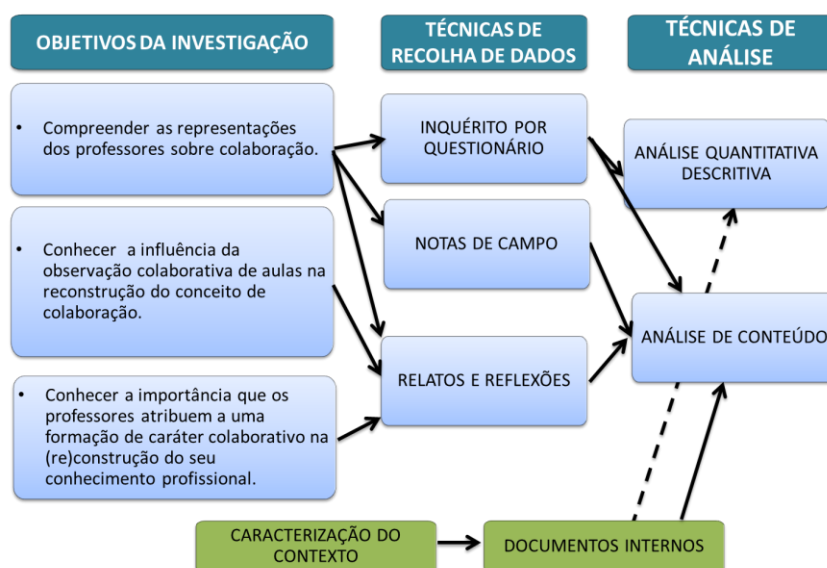 OBJETIVOS DA INVESTIGAÇÃO
TÉCNICAS DE
RECOLHA DE DADOS
TÉCNICAS DE
ANÁLISE
• Compreender as representações
dos professores sobre colaboração.
• Conhecer a influência da
observação colaborativa de aulas na
reconstrução do conceito de
colaboração.
• Conhecer a importância que os
professores atribuem a uma
formação de caráter colaborativo na
(re)construção do seu
conhecimento profissional.
INQUÉRITO POR
QUESTIONÁRIO
NOTAS DE CAMPO
RELATOS E REFLEXÕES
ANÁLISE QUANTITATIVA
DESCRITIVA
ANÁLISE DE CONTEÚDO
CARACTERIZAÇÃO DO
CONTEXTO
DOCUMENTOS INTERNOS